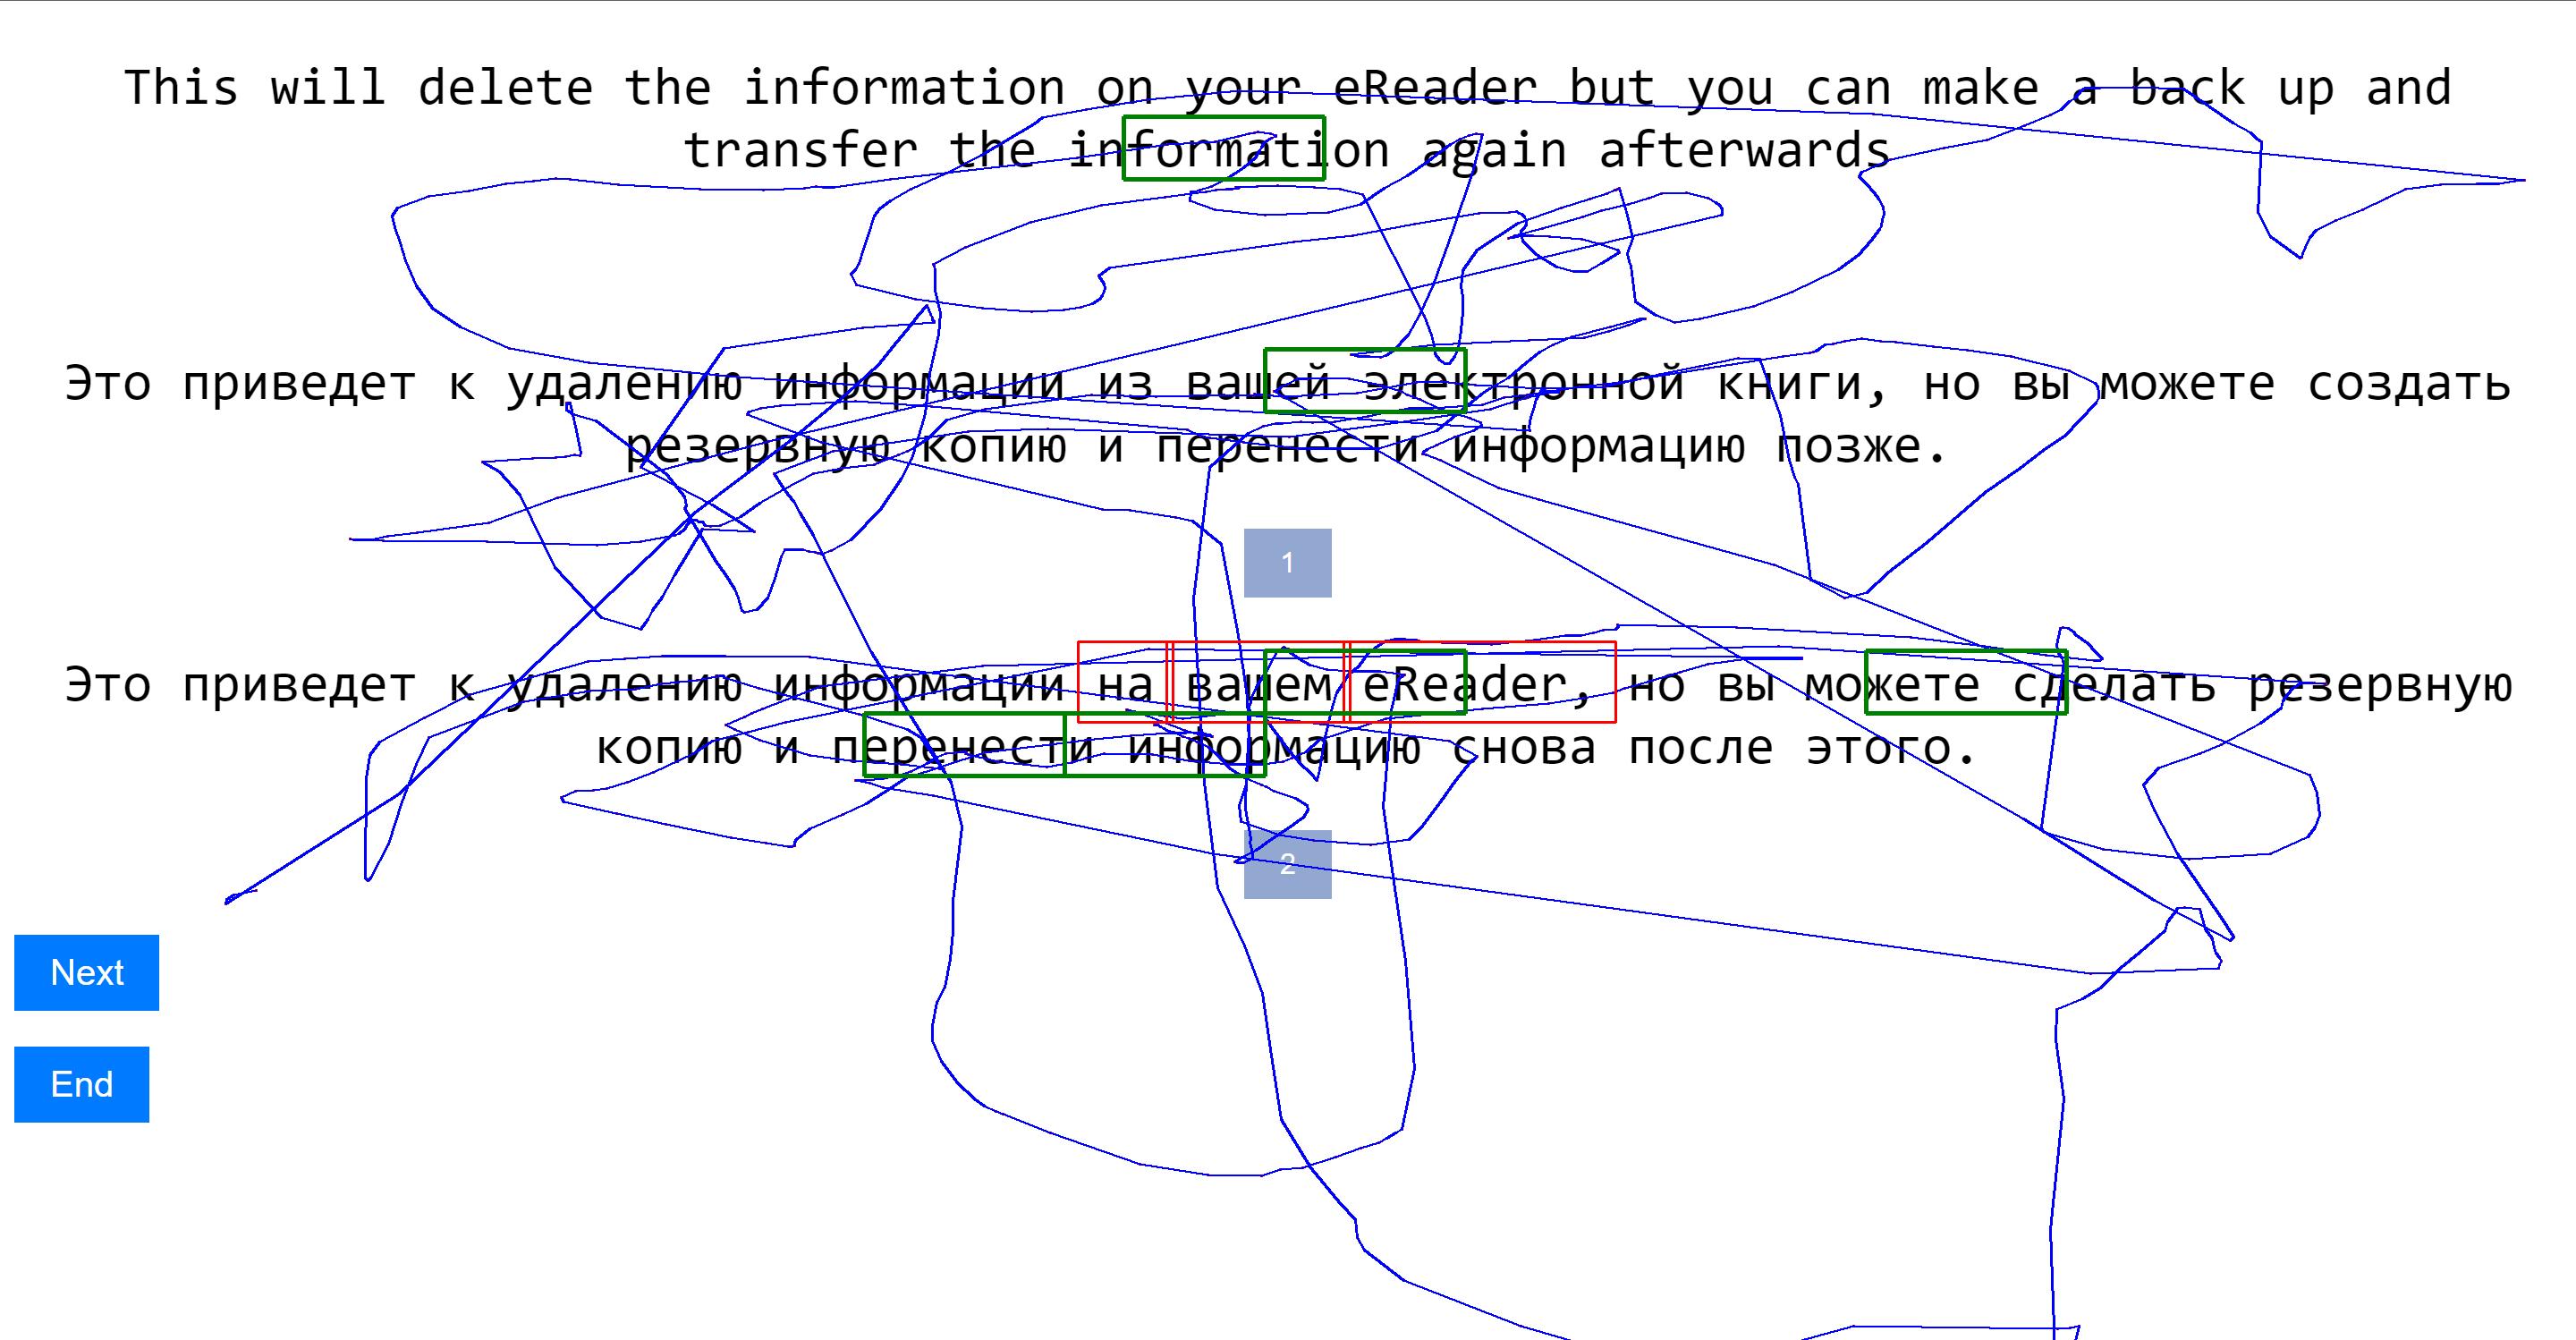 This will delete the information on your eReader but you can make a back up and
transfer the information again afterwards
Это приведет к удалению информации из вашей электронной книги, но вы можете создать
резервную копию и перенести информацию позже.
1
Это приведет к удалению информации на вашем eReader, но вы можете сделать резервную
копию и перенести информацию снова после этого.
2
Next
End